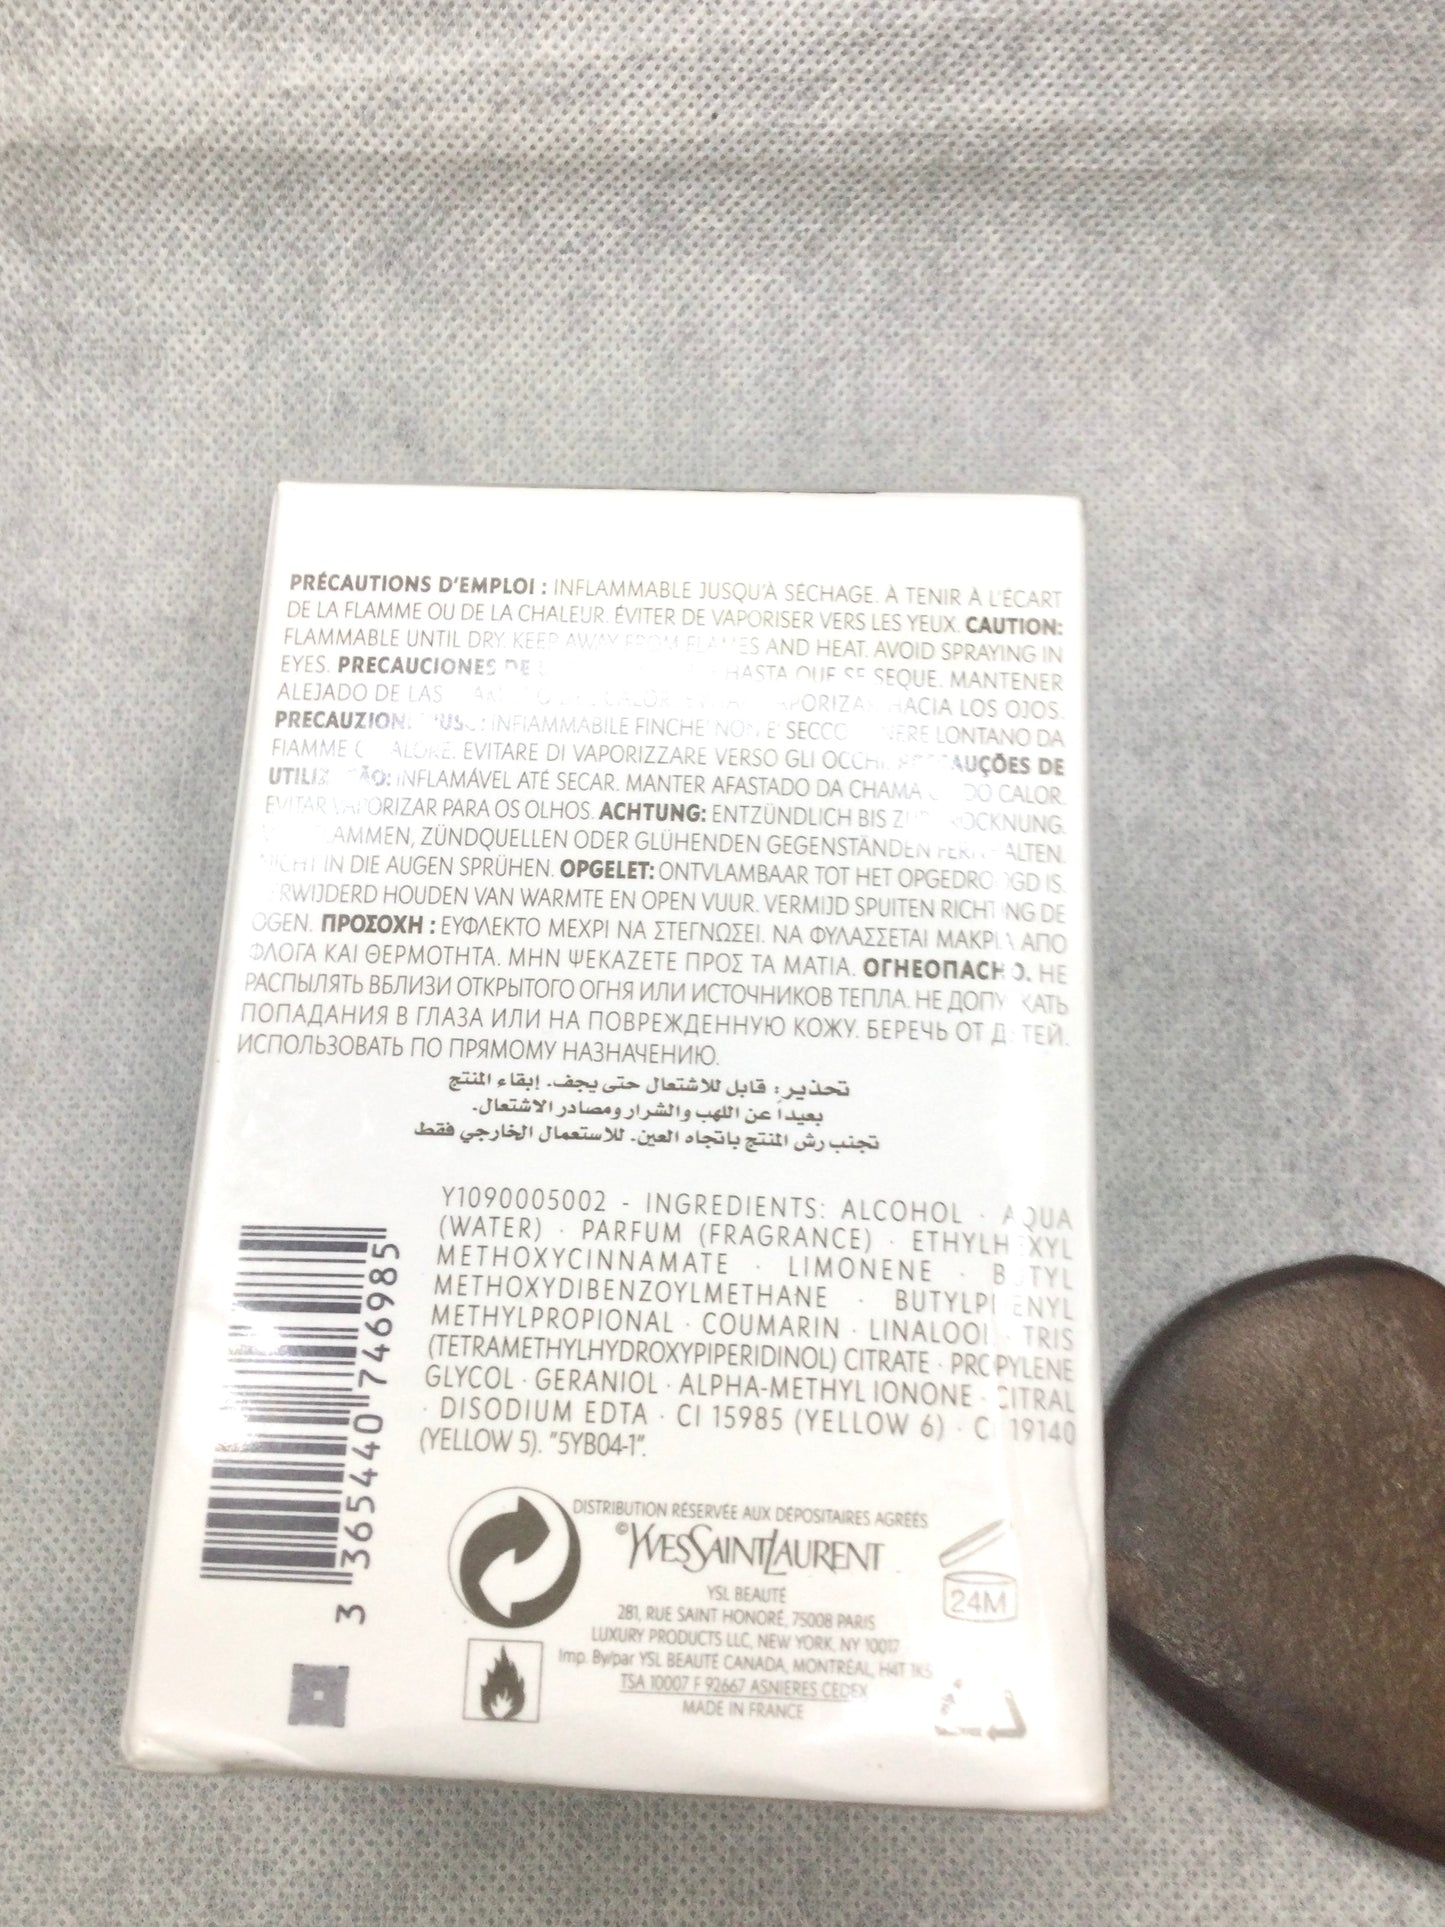 PRÉCAUTIONS D'EMPLOI : INFLAMMABLE JUSQU'À SÉCHAGE. À TENIR À L'ÉCART
DE LA FLAMME OU DE LA CHALEUR. ÉVITER DE VAPORISER VERS LES YEUX. CAUTION:
FLAMMABLE UNTIL DRY. KEEP AWAY FROM FLAMES AND HEAT. AVOID SPRAYING IN
EYES. PRECAUCIONES DE HASTA QUE SE SEQUE. MANTENER
ALEJADO DE LAS CALOR HACIA LOS OJOS.
INFIAMMABILE FINCHE' NON E' SECCO LONTANO DA
FIAMME EVITARE DI VAPORIZZARE VERSO GLI OCCHI.
INFLAMÁVEL ATÉ SECAR. MANTER AFASTADO DA CHAMA DO CALOR.
EVITAR VAPORIZAR PARA OS OLHOS. ACHTUNG: ENTZÜNDLICH BIS
ZÜNDQUELLEN ODER GLÜHENDEN GEGENSTÄNDEN
NICHT IN DIE AUGEN SPRÜHEN. OPGELET: ONTVLAMBAAR TOT HET OPGEDROOGD IS.
VERWIJDERD HOUDEN VAN WARMTE EN OPEN VUUR. VERMIJD SPUITEN RICHTING DE
OGEN. ΠΡΟΣΟΧΗ : ΕΥΦΛΕΚΤΟ ΜΕΧΡΙ ΝΑ ΣΤΕΓΝΩΣΕΙ. ΝΑ ΦΥΛΑΣΣΕΤΑΙ ΜΑΚΡΙΑ ΑΠΟ
ΦΛΟΓΑ ΚΑΙ ΘΕΡΜΟΤΗΤΑ. ΜΗΝ ΨΕΚΑΖΕΤΕ ΠΡΟΣ ΤΑ ΜΑΤΙΑ. ОГНЕОПАСНО. НЕ
РАСПЫЛЯТЬ ВБЛИЗИ ОТКРЫТОГО ОГНЯ ИЛИ ИСТОЧНИКОВ ТЕПЛА. НЕ ДОПУСКАТЬ
ПОПАДАНИЯ В ГЛАЗА ИЛИ НА ПОВРЕЖДЕННУЮ КОЖУ. БЕРЕЧЬ ОТ ДЕТЕЙ.
ИСПОЛЬЗОВАТЬ ПО ПРЯМОМУ НАЗНАЧЕНИЮ.
تحذير: قابل للاشتعال حتى يجف. إبقاء المنتج
بعيداً عن اللهب والشرار ومصادر الاشتعال.
تجنب رش المنتج باتجاه العين. للاستعمال الخارجي فقط
Y1090005002 - INGREDIENTS: ALCOHOL · AQUA
(WATER) · PARFUM (FRAGRANCE) · ETHYLHEXYL
METHOXYCINNAMATE · LIMONENE · BUTYL
METHOXYDIBENZOYLMETHANE · BUTYLPHENYL
METHYLPROPIONAL · COUMARIN · LINALOOL · TRIS
(TETRAMETHYLHYDROXYPIPERIDINOL) CITRATE · PROPYLENE
GLYCOL · GERANIOL · ALPHA-METHYL IONONE · CITRAL
· DISODIUM EDTA · CI 15985 (YELLOW 6) · CI 19140
(YELLOW 5). "5YB04-1".
3 365440 746985
DISTRIBUTION RÉSERVÉE AUX DÉPOSITAIRES AGRÉÉS
©YVESSAINTLAURENT
YSL BEAUTÉ
281, RUE SAINT HONORÉ, 75008 PARIS
LUXURY PRODUCTS LLC, NEW YORK, NY 10017
Imp. By/par YSL BEAUTÉ CANADA, MONTRÉAL, H4T 1K5
TSA 10007 F 92667 ASNIERES CEDEX
MADE IN FRANCE
24M